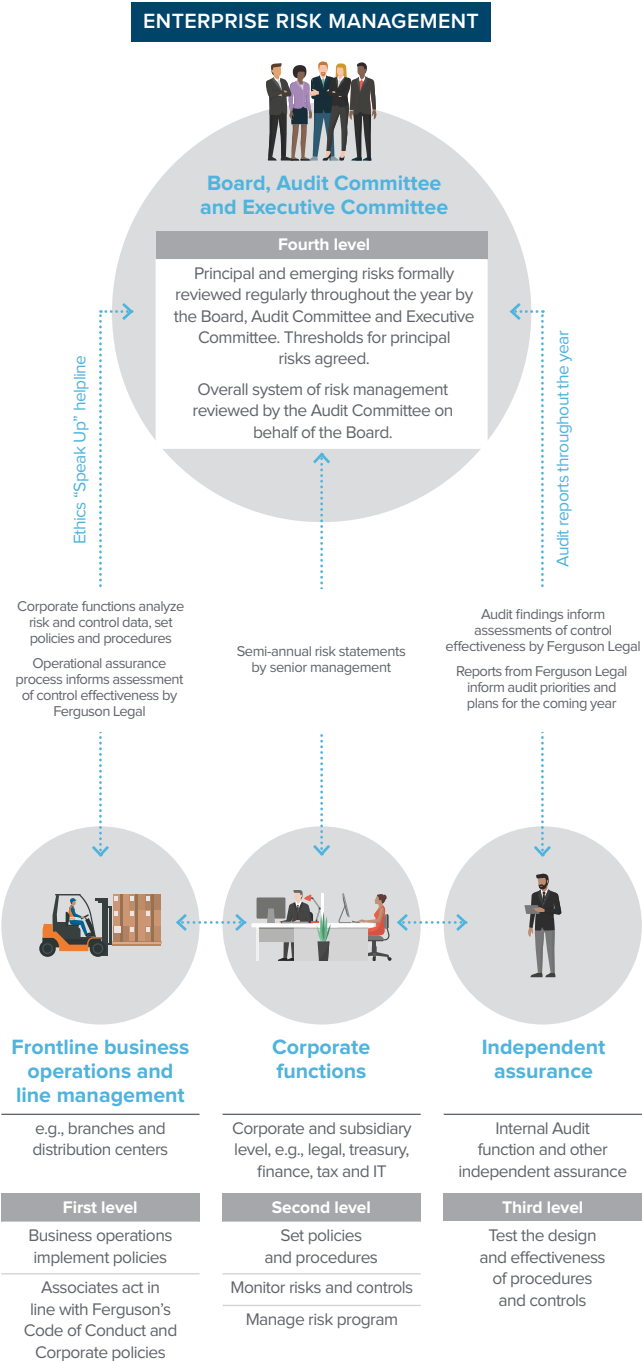 ENTERPRISE RISK MANAGEMENT
Board, Audit Committee
and Executive Committee
Fourth level
Principal and emerging risks formally
reviewed regularly throughout the year by
the Board, Audit Committee and Executive
Committee. Thresholds for principal
risks agreed.
Overall system of risk management
reviewed by the Audit Committee on
behalf of the Board.
Ethics “Speak Up” helpline
Audit reports throughout the year
Corporate functions analyze
risk and control data, set
policies and procedures
Operational assurance
process informs assessment
of control effectiveness by
Ferguson Legal
Semi-annual risk statements
by senior management
Audit findings inform
assessments of control
effectiveness by Ferguson Legal
Reports from Ferguson Legal
inform audit priorities and
plans for the coming year
Frontline business
operations and
line management
e.g., branches and
distribution centers
First level
Business operations
implement policies
Associates act in
line with Ferguson’s
Code of Conduct and
Corporate policies
Corporate
functions
Corporate and subsidiary
level, e.g., legal, treasury,
finance, tax and IT
Second level
Set policies
and procedures
Monitor risks and controls
Manage risk program
Independent
assurance
Internal Audit
function and other
independent assurance
Third level
Test the design
and effectiveness
of procedures
and controls